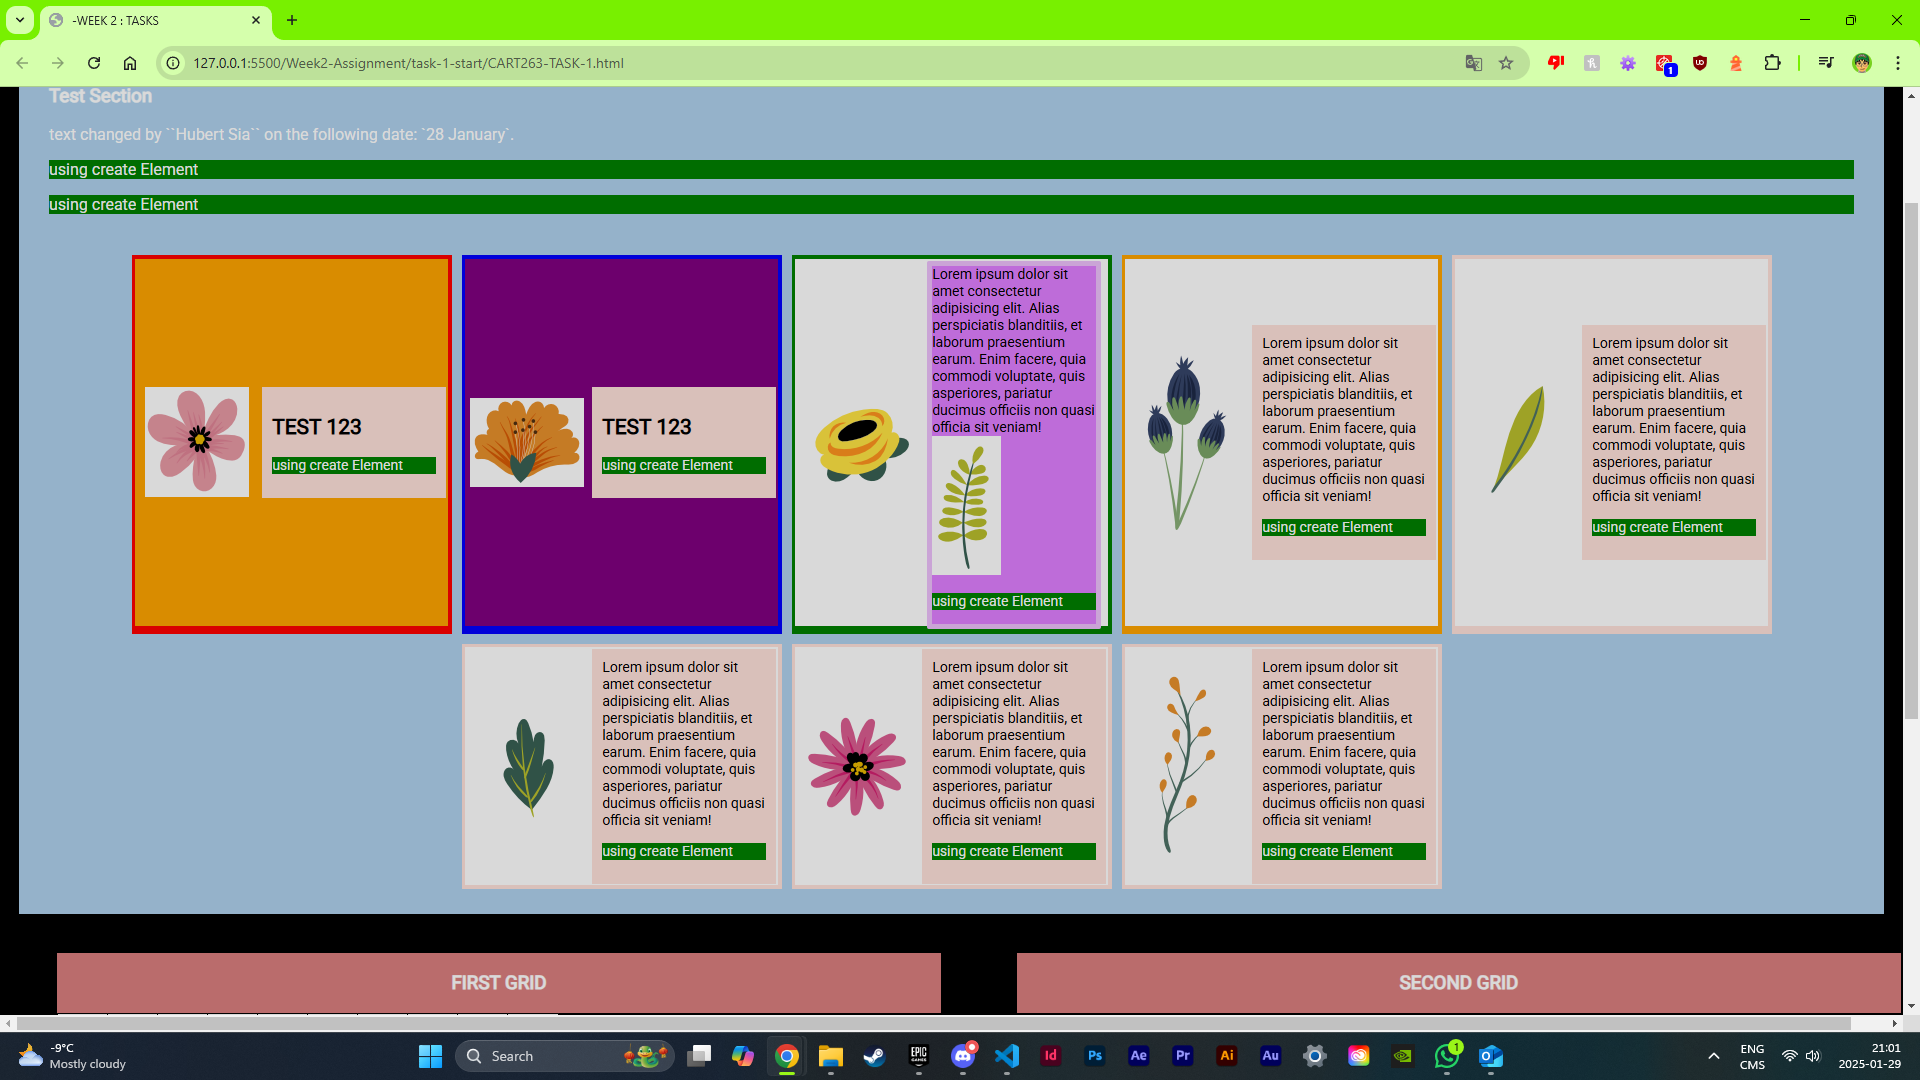 -WEEK 2 : TASKS
127.0.0.1:5500/Week2-Assignment/task-1-start/CART263-TASK-1.html
1
Test Section
text changed by ``Hubert Sia`` on the following date: `28 January`.
using create Element
using create Element
TEST 123
using create Element
TEST 123
using create Element
Lorem ipsum dolor sit
amet consectetur
adipisicing elit. Alias
perspiciatis blanditiis, et
laborum praesentium
earum. Enim facere, quia
commodi voluptate, quis
asperiores, pariatur
ducimus officiis non quasi
officia sit veniam!
using create Element
Lorem ipsum dolor sit
amet consectetur
adipisicing elit. Alias
perspiciatis blanditiis, et
laborum praesentium
earum. Enim facere, quia
commodi voluptate, quis
asperiores, pariatur
ducimus officiis non quasi
officia sit veniam!
using create Element
Lorem ipsum dolor sit
amet consectetur
adipisicing elit. Alias
perspiciatis blanditiis, et
laborum praesentium
earum. Enim facere, quia
commodi voluptate, quis
asperiores, pariatur
ducimus officiis non quasi
officia sit veniam!
using create Element
Lorem ipsum dolor sit
amet consectetur
adipisicing elit. Alias
perspiciatis blanditiis, et
laborum praesentium
earum. Enim facere, quia
commodi voluptate, quis
asperiores, pariatur
ducimus officiis non quasi
officia sit veniam!
using create Element
Lorem ipsum dolor sit
amet consectetur
adipisicing elit. Alias
perspiciatis blanditiis, et
laborum praesentium
earum. Enim facere, quia
commodi voluptate, quis
asperiores, pariatur
ducimus officiis non quasi
officia sit veniam!
using create Element
Lorem ipsum dolor sit
amet consectetur
adipisicing elit. Alias
perspiciatis blanditiis, et
laborum praesentium
earum. Enim facere, quia
commodi voluptate, quis
asperiores, pariatur
ducimus officiis non quasi
officia sit veniam!
using create Element
FIRST GRID
SECOND GRID
-9°C
Mostly cloudy
Search
EPIC
GAMES
Id
Ps
Ae
Pr
Ai
Au
1
ENG
CMS
21:01
2025-01-29